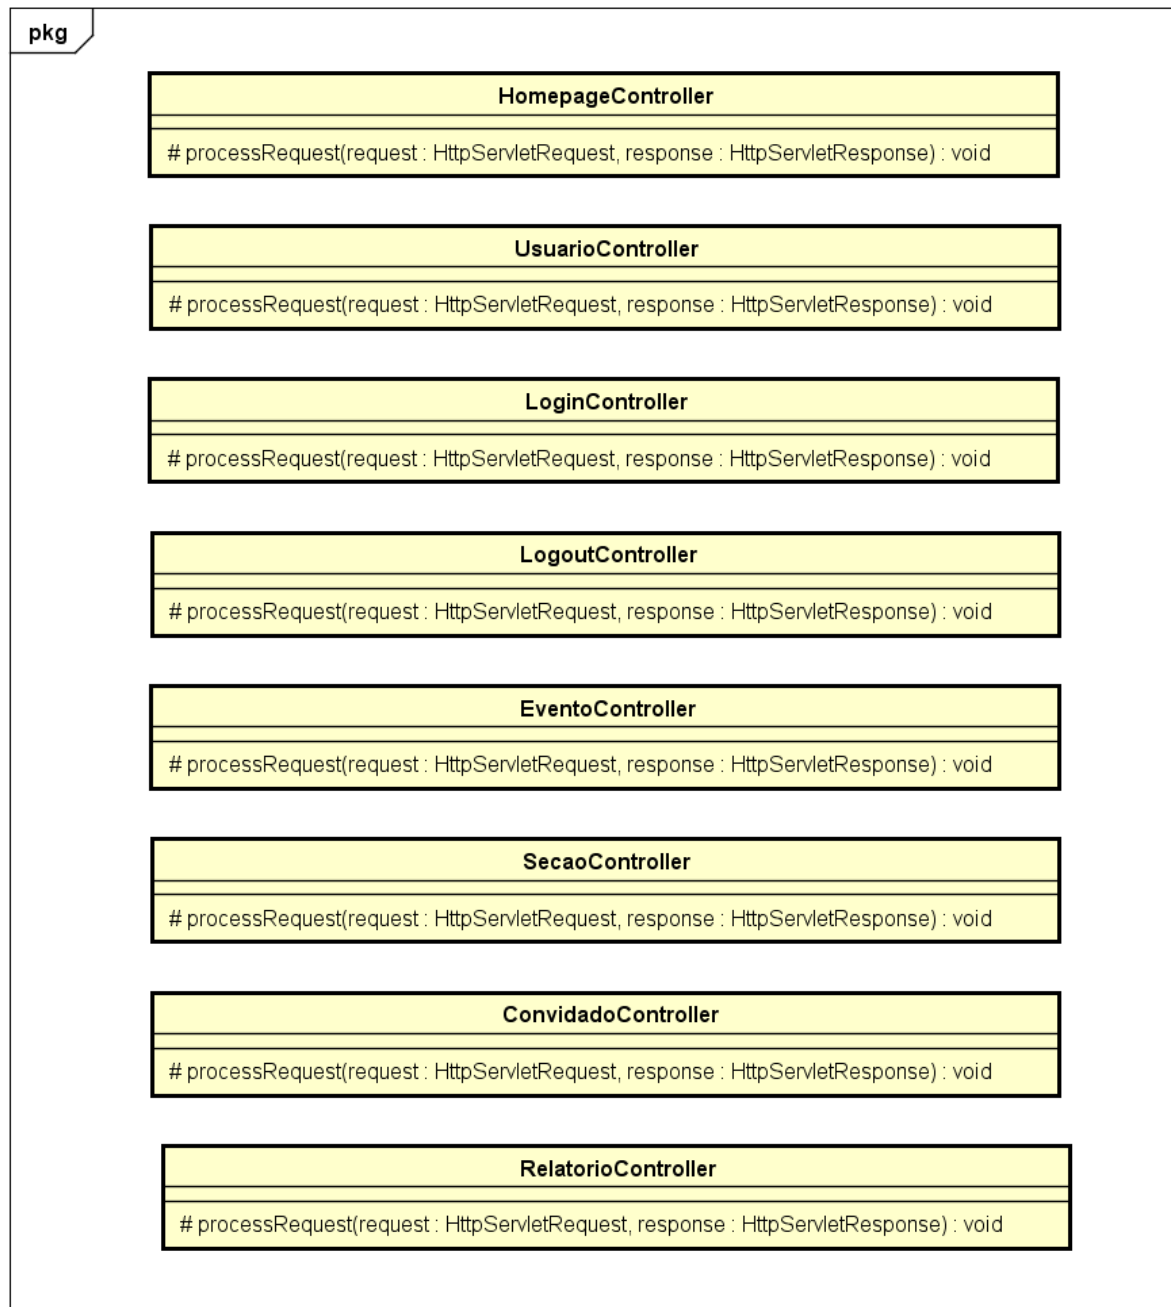 pkg
HomepageController
# processRequest(request : HttpServletRequest, response : HttpServletResponse) : void
UsuarioController
# processRequest(request : HttpServletRequest, response : HttpServletResponse) : void
LoginController
# processRequest(request : HttpServletRequest, response : HttpServletResponse) : void
LogoutController
# processRequest(request : HttpServletRequest, response : HttpServletResponse) : void
EventoController
# processRequest(request : HttpServletRequest, response : HttpServletResponse) : void
SecaoController
# processRequest(request : HttpServletRequest, response : HttpServletResponse) : void
ConvidadoController
# processRequest(request : HttpServletRequest, response : HttpServletResponse) : void
RelatorioController
# processRequest(request : HttpServletRequest, response : HttpServletResponse) : void